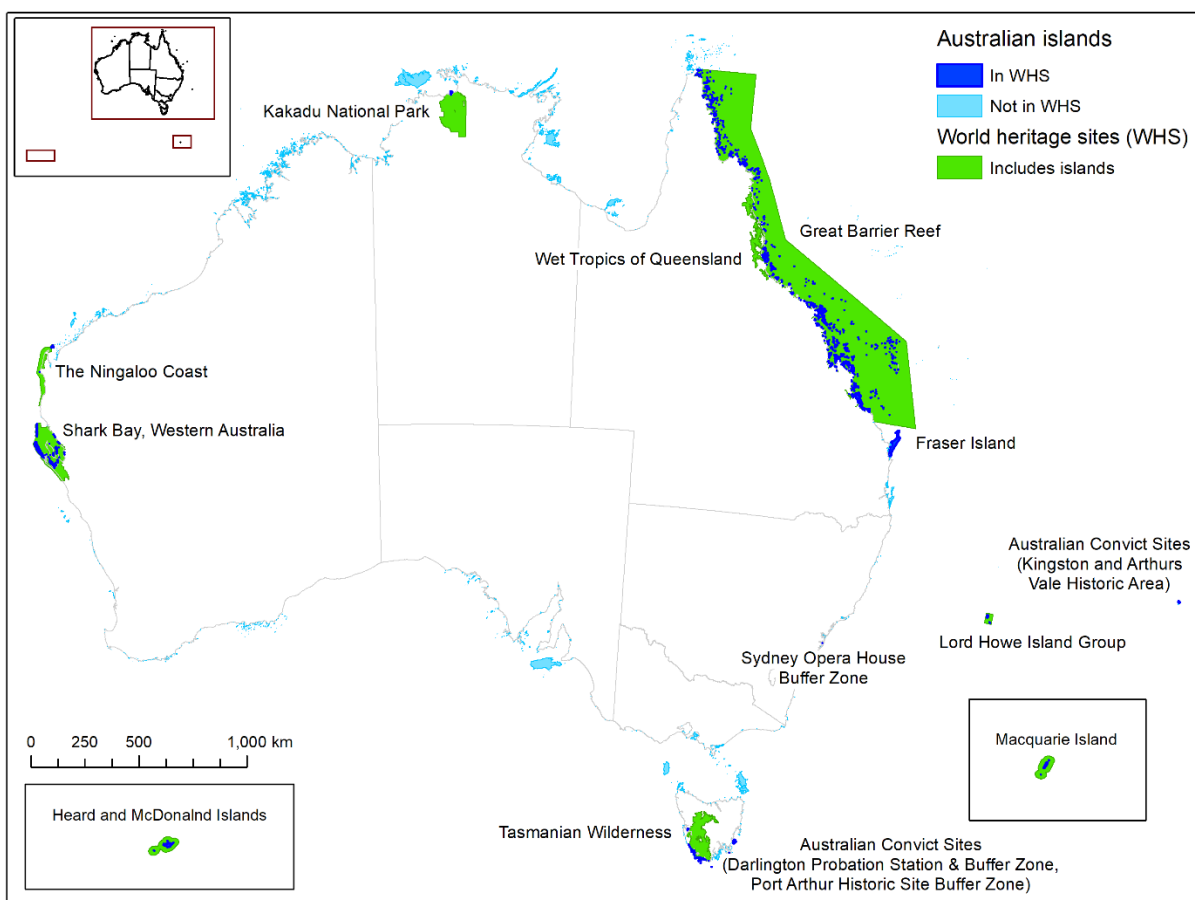 Australian islands
In WHS
Not in WHS
World heritage sites (WHS)
Includes islands
Kakadu National Park
Great Barrier Reef
Wet Tropics of Queensland
The Ningaloo Coast
Shark Bay, Western Australia
Fraser Island
Australian Convict Sites
(Kingston and Arthurs
Vale Historic Area)
Lord Howe Island Group
Sydney Opera House
Buffer Zone
0 250 500 1,000 km
Macquarie Island
Heard and McDonalnd Islands
Tasmanian Wilderness
Australian Convict Sites
(Darlington Probation Station & Buffer Zone,
Port Arthur Historic Site Buffer Zone)